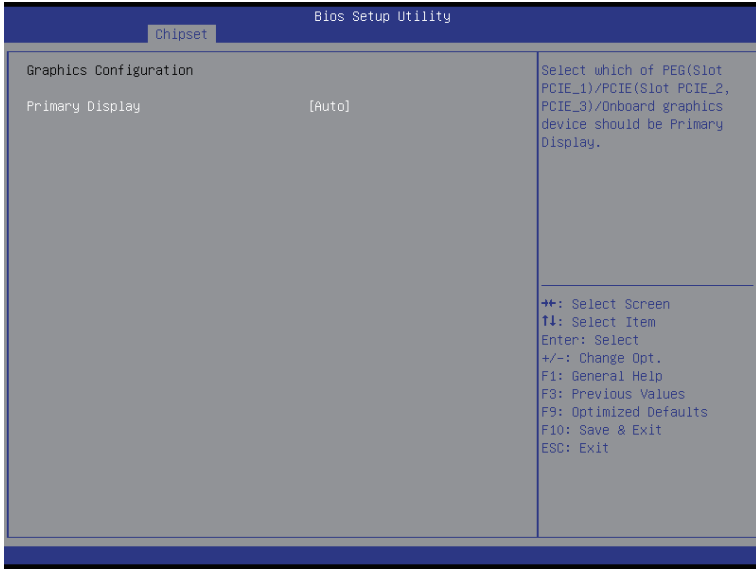 Bios Setup Utility
Chipset
Graphics Configuration
Primary Display [Auto]
Select which of PEG(Slot
PCIE_1)/PCIE(Slot PCIE_2,
PCIE_3)/Onboard graphics
device should be Primary
Display.
→←: Select Screen
↑↓: Select Item
Enter: Select
+/-: Change Opt.
F1: General Help
F3: Previous Values
F9: Optimized Defaults
F10: Save & Exit
ESC: Exit